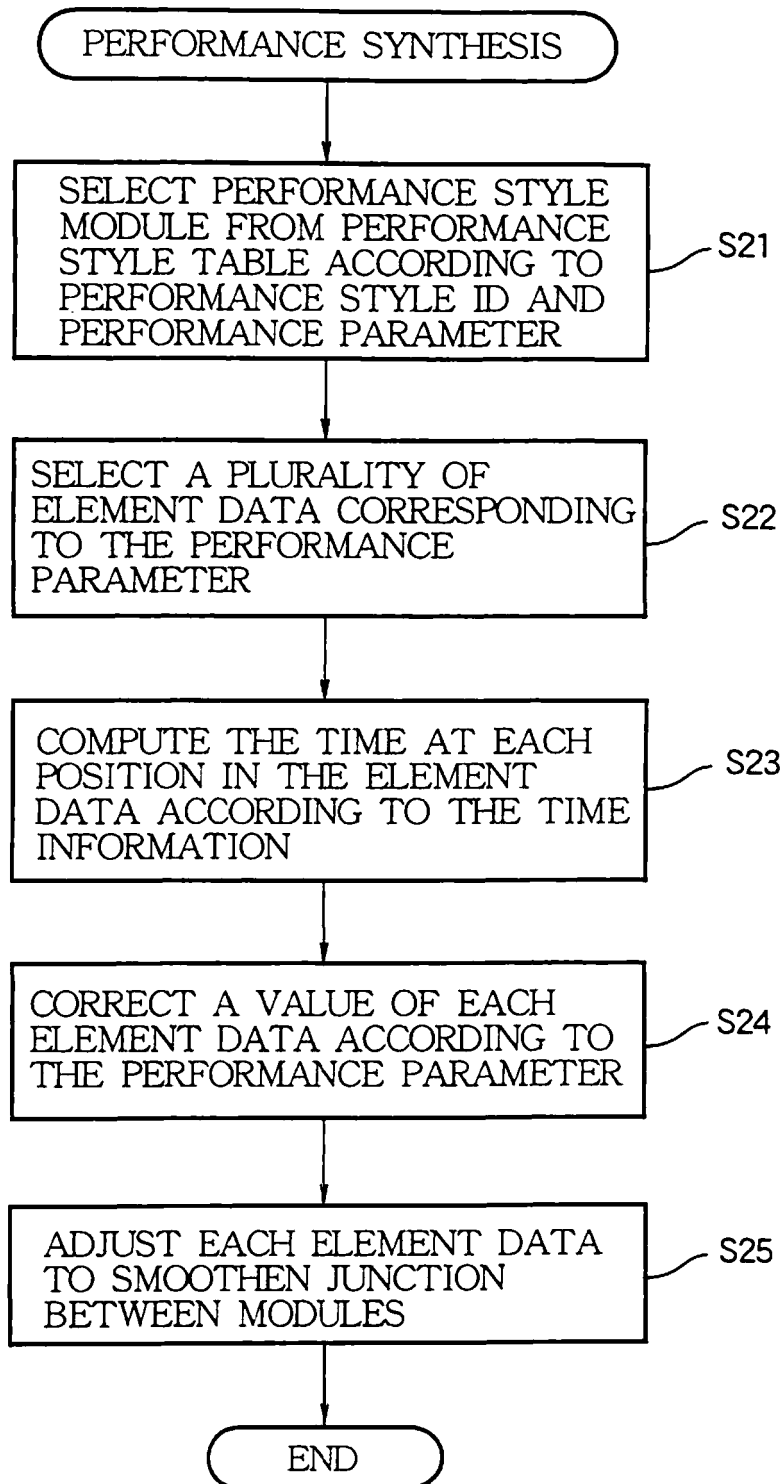 PERFORMANCE SYNTHESIS
SELECT PERFORMANCE STYLE
MODULE FROM PERFORMANCE
STYLE TABLE ACCORDING TO
PERFORMANCE STYLE ID AND
PERFORMANCE PARAMETER
S21
SELECT A PLURALITY OF
ELEMENT DATA CORRESPONDING
TO THE PERFORMANCE
PARAMETER
S22
COMPUTE THE TIME AT EACH
POSITION IN THE ELEMENT
DATA ACCORDING TO THE TIME
INFORMATION
S23
CORRECT A VALUE OF EACH
ELEMENT DATA ACCORDING TO
THE PERFORMANCE PARAMETER
S24
ADJUST EACH ELEMENT DATA
TO SMOOTHEN JUNCTION
BETWEEN MODULES
S25
END